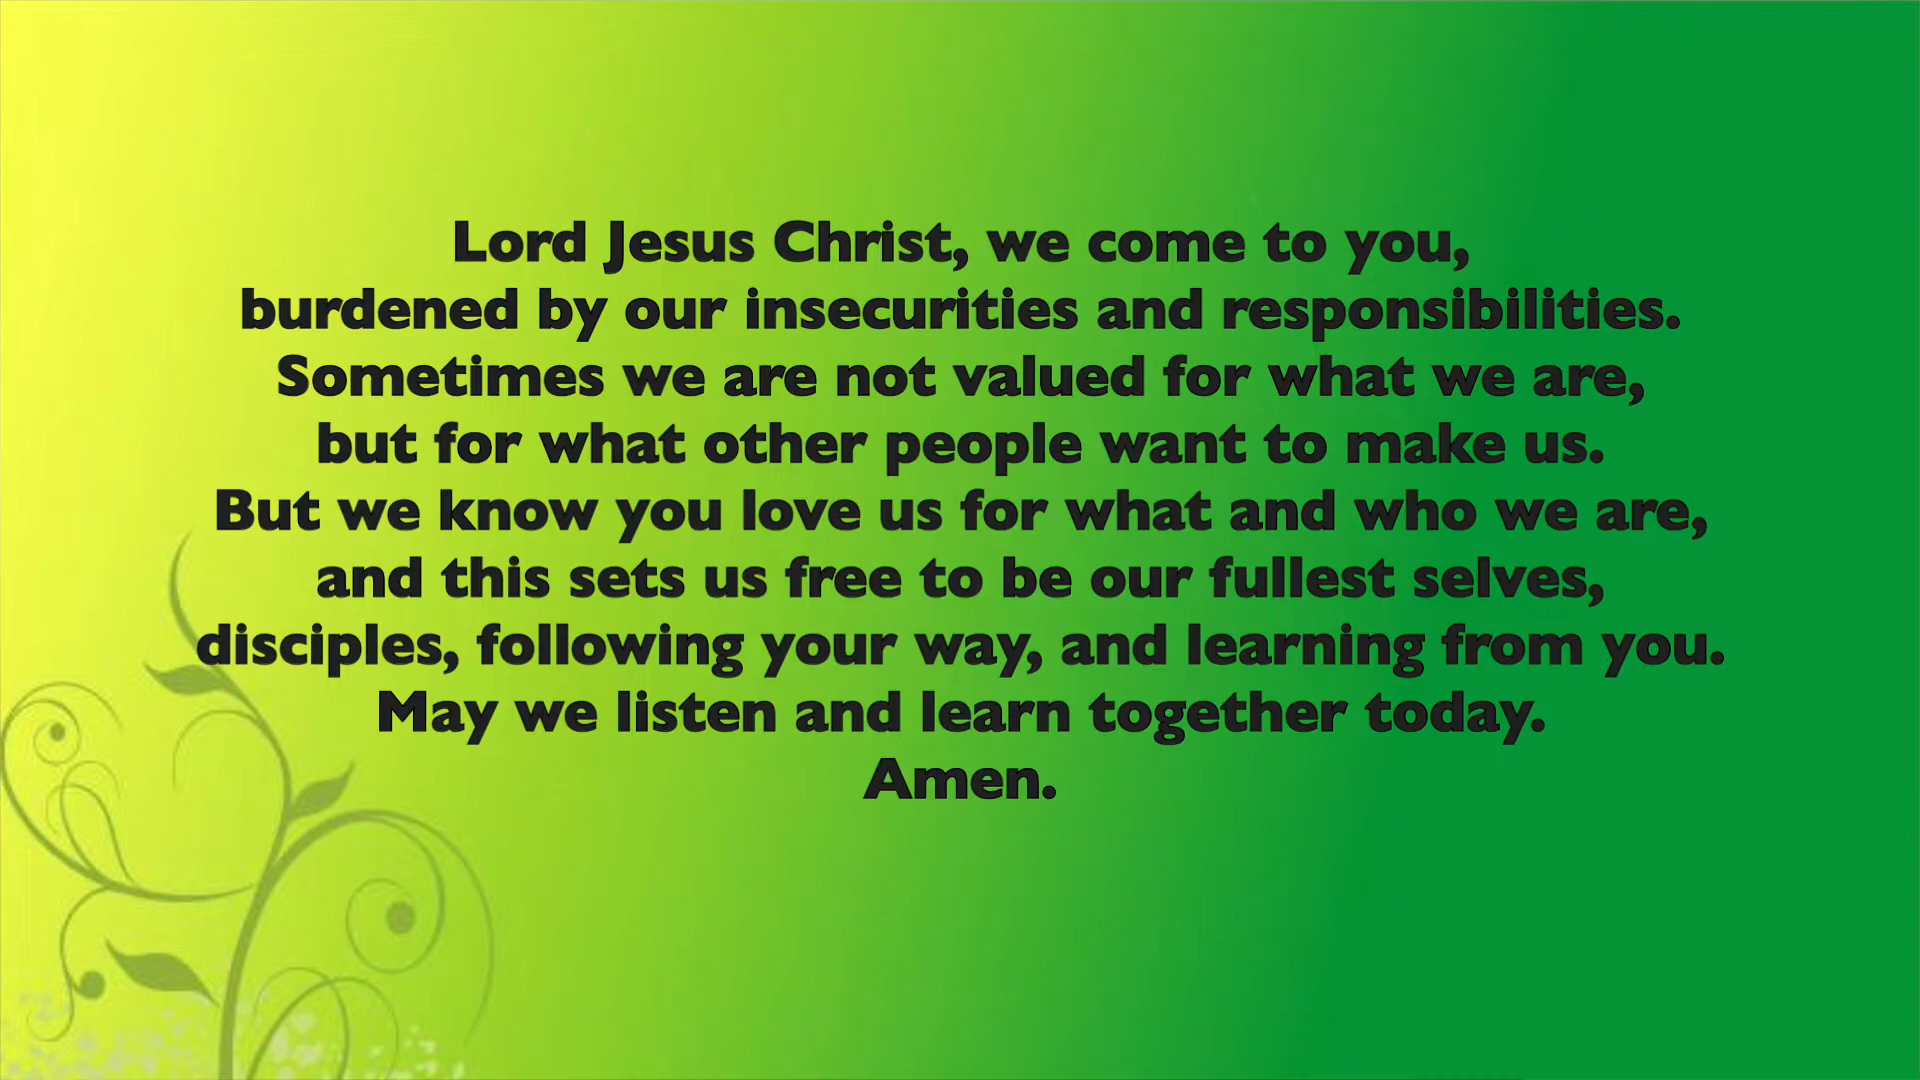 Lord Jesus Christ, we come to you,
burdened by our insecurities and responsibilities.
Sometimes we are not valued for what we are,
but for what other people want to make us.
But we know you love us for what and who we are,
and this sets us free to be our fullest selves,
disciples, following your way, and learning from you.
May we listen and learn together today.
Amen.